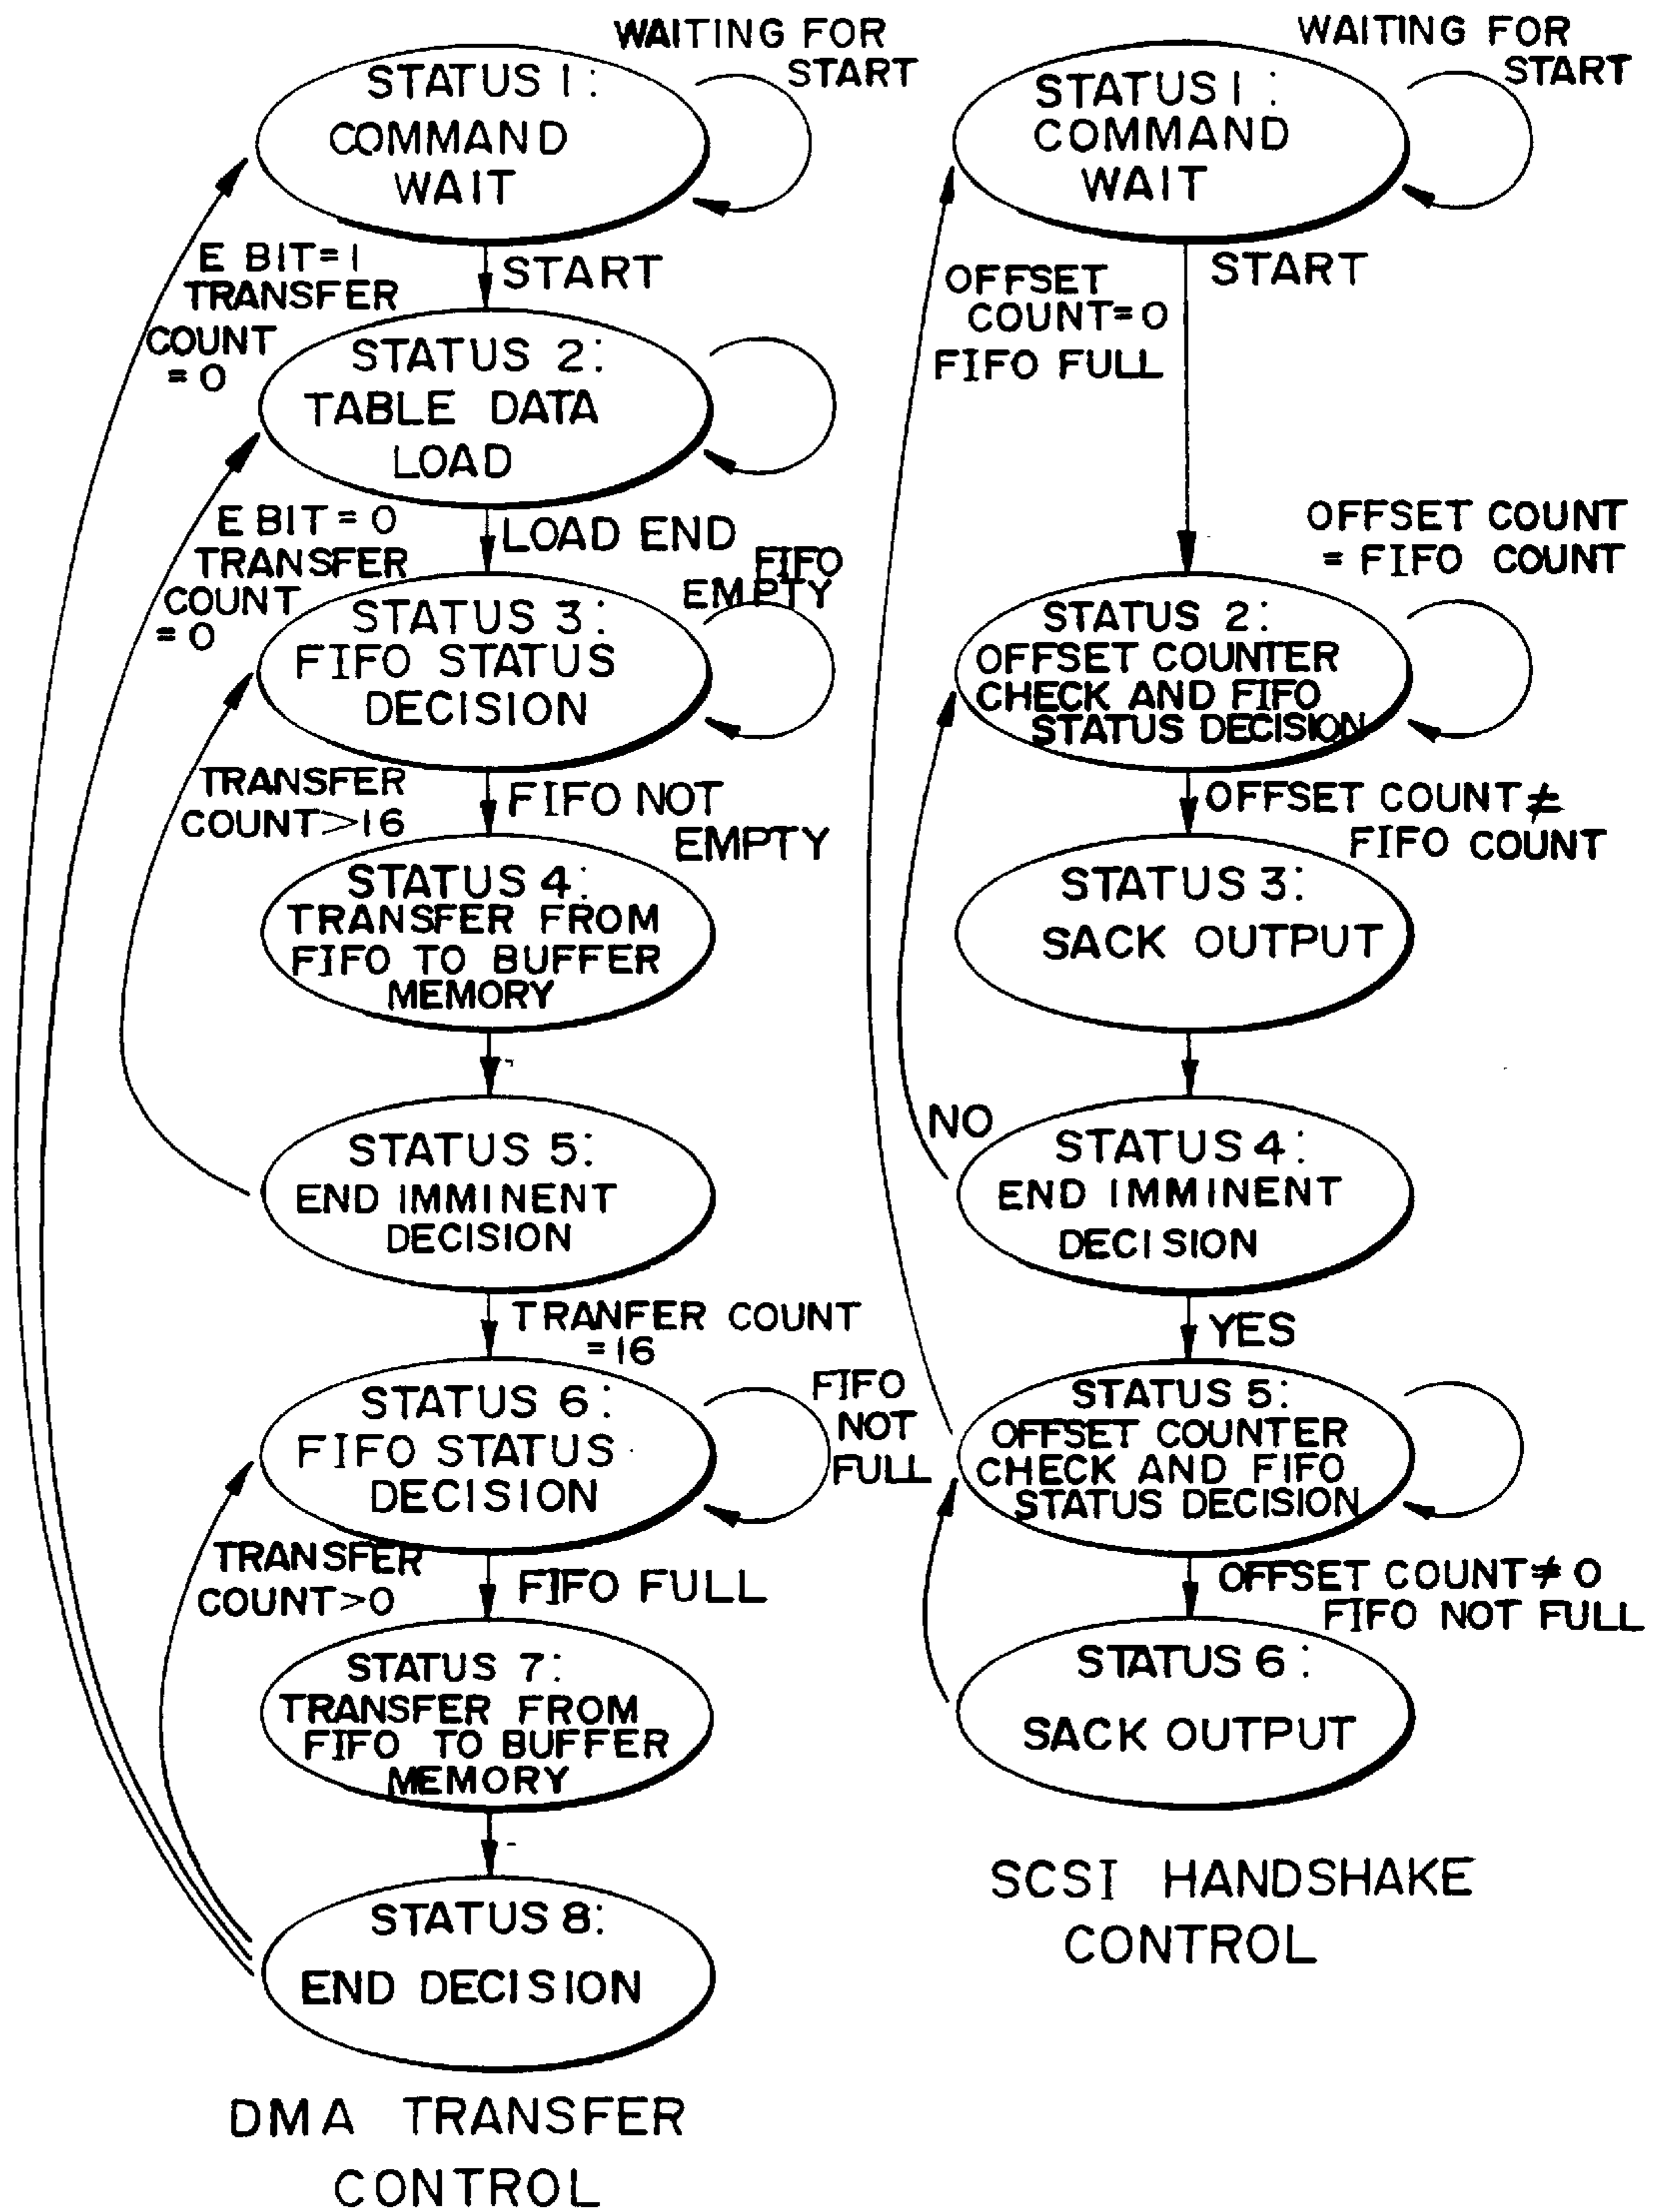 WAITING FOR
START
STATUS 1:
COMMAND
WAIT
E BIT=1
TRANSFER
COUNT
=0
START
STATUS 2:
TABLE DATA
LOAD
E BIT=0
TRANSFER
COUNT
=0
LOAD END
FIFO
EMPTY
STATUS 3:
FIFO STATUS
DECISION
TRANSFER
COUNT>16
FIFO NOT
EMPTY
STATUS 4:
TRANSFER FROM
FIFO TO BUFFER
MEMORY
STATUS 5:
END IMMINENT
DECISION
TRANFER COUNT
=16
STATUS 6:
FIFO STATUS
DECISION
FIFO
NOT
FULL
TRANSFER
COUNT>0
FIFO FULL
STATUS 7:
TRANSFER FROM
FIFO TO BUFFER
MEMORY
STATUS 8:
END DECISION
DMA TRANSFER
CONTROL
WAITING FOR
START
STATUS 1:
COMMAND
WAIT
OFFSET
COUNT=0
FIFO FULL
START
OFFSET COUNT
= FIFO COUNT
STATUS 2:
OFFSET COUNTER
CHECK AND FIFO
STATUS DECISION
OFFSET COUNT≠
FIFO COUNT
STATUS 3:
SACK OUTPUT
NO
STATUS 4:
END IMMINENT
DECISION
YES
STATUS 5:
OFFSET COUNTER
CHECK AND FIFO
STATUS DECISION
OFFSET COUNT≠0
FIFO NOT FULL
STATUS 6:
SACK OUTPUT
SCSI HANDSHAKE
CONTROL